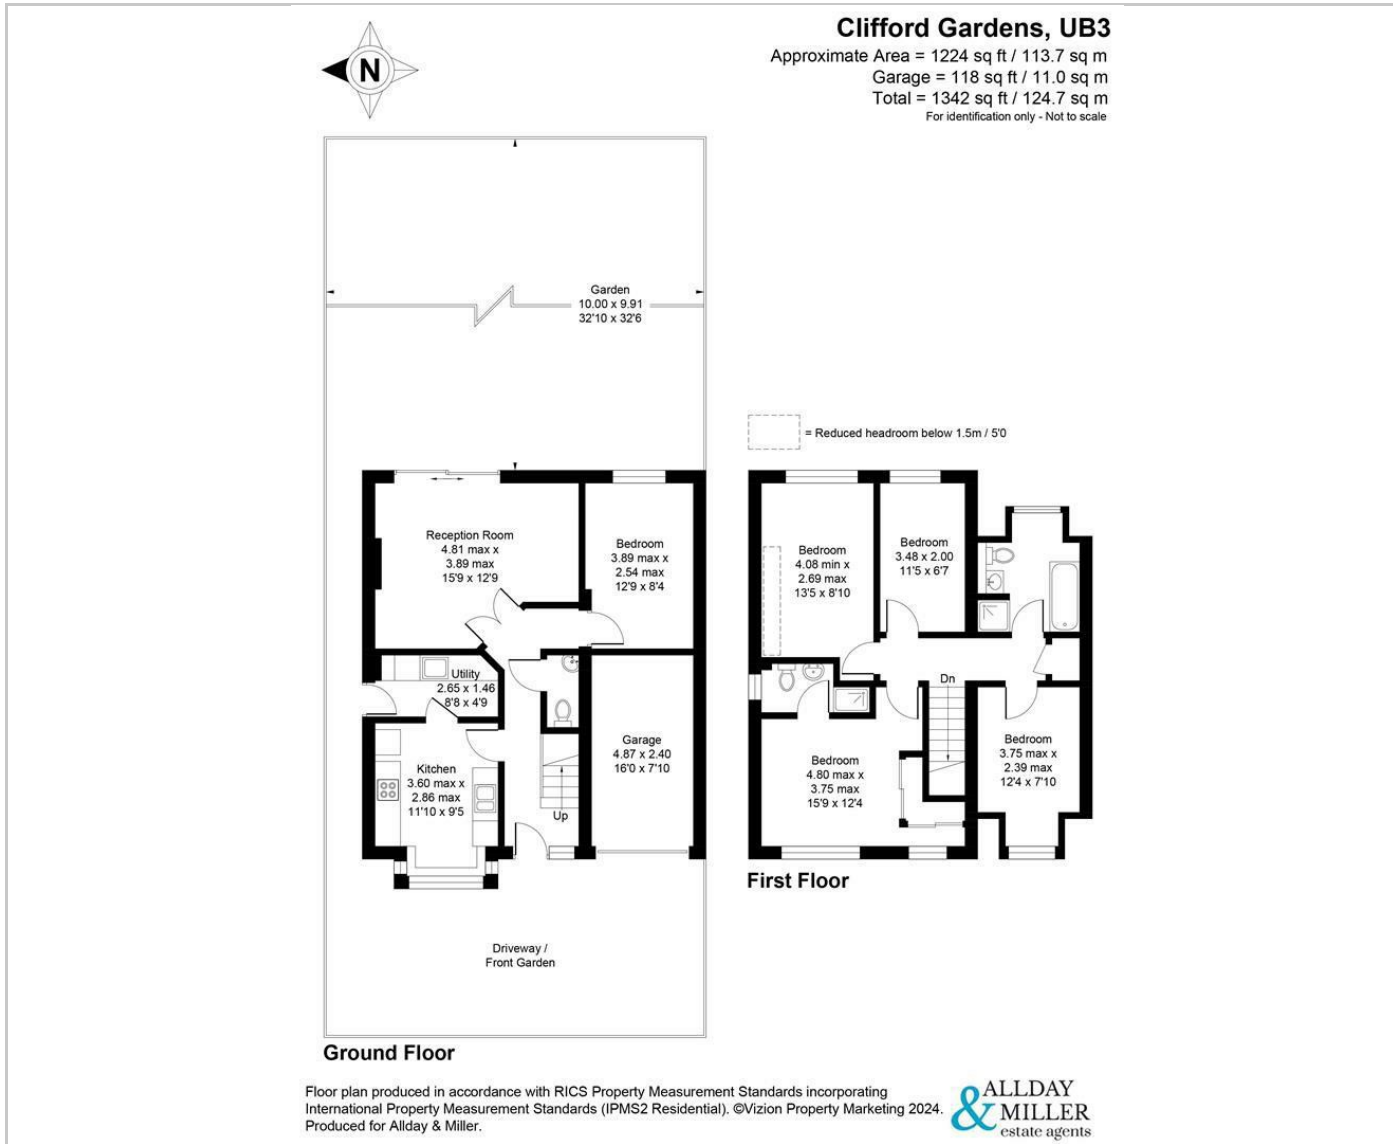 Clifford Gardens, UB3
Approximate Area = 1224 sq ft / 113.7 sq m
Garage = 118 sq ft / 11.0 sq m
Total = 1342 sq ft / 124.7 sq m
For identification only - Not to scale
N
Garden
10.00 x 9.91
32'10 x 32'6
= Reduced headroom below 1.5m / 5'0
Reception Room
4.81 max x
3.89 max
15'9 x 12'9
Bedroom
3.89 max x
2.54 max
12'9 x 8'4
Utility
2.65 x 1.46
8'8 x 4'9
Kitchen
3.60 max x
2.86 max
11'10 x 9'5
Garage
4.87 x 2.40
16'0 x 7'10
Up
Driveway /
Front Garden
Ground Floor
Bedroom
4.08 min x
2.69 max
13'5 x 8'10
Bedroom
3.48 x 2.00
11'5 x 6'7
Dn
Bedroom
4.80 max x
3.75 max
15'9 x 12'4
Bedroom
3.75 max x
2.39 max
12'4 x 7'10
First Floor
Floor plan produced in accordance with RICS Property Measurement Standards incorporating
International Property Measurement Standards (IPMS2 Residential). ©Vizion Property Marketing 2024.
Produced for Allday & Miller.
ALLDAY
& MILLER
estate agents